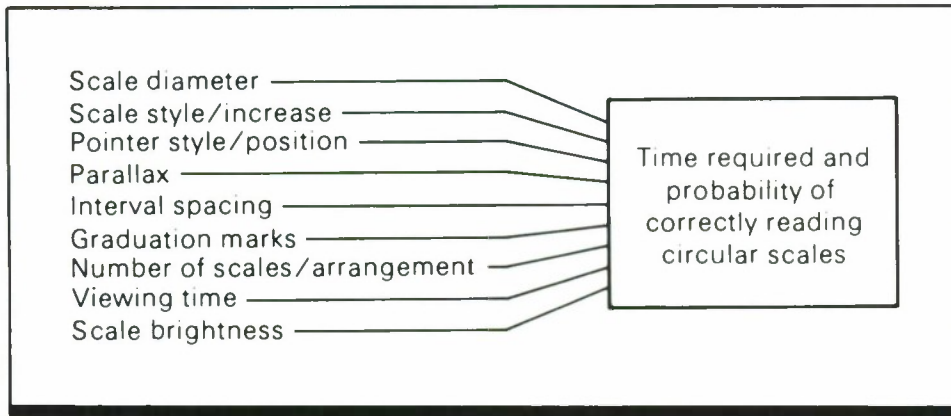 Scale diameter
Scale style/increase
Pointer style/position
Parallax
Interval spacing
Graduation marks
Number of scales/arrangement
Viewing time
Scale brightness
Time required and
probability of
correctly reading
circular scales